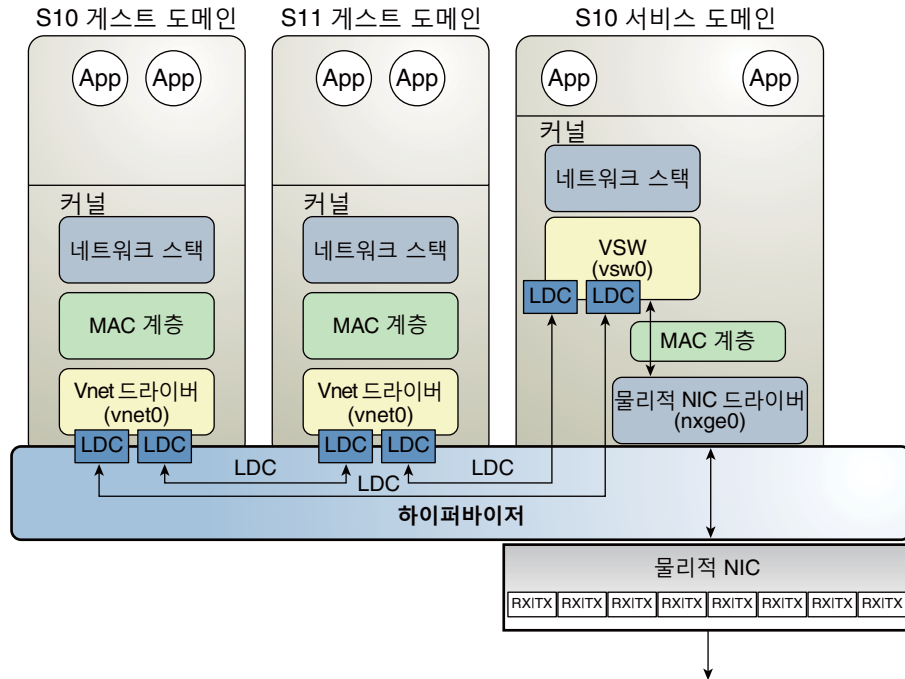 S10 게스트 도메인
App
App
커널
네트워크 스택
MAC 계층
Vnet 드라이버
(vnet0)
LDC
LDC
S11 게스트 도메인
App
App
커널
네트워크 스택
MAC 계층
Vnet 드라이버
(vnet0)
LDC
LDC
S10 서비스 도메인
App
App
커널
네트워크 스택
VSW
(vsw0)
LDC
LDC
MAC 계층
물리적 NIC 드라이버
(nxge0)
LDC
LDC
LDC
하이퍼바이저
물리적 NIC
RX|TX
RX|TX
RX|TX
RX|TX
RX|TX
RX|TX
RX|TX
RX|TX